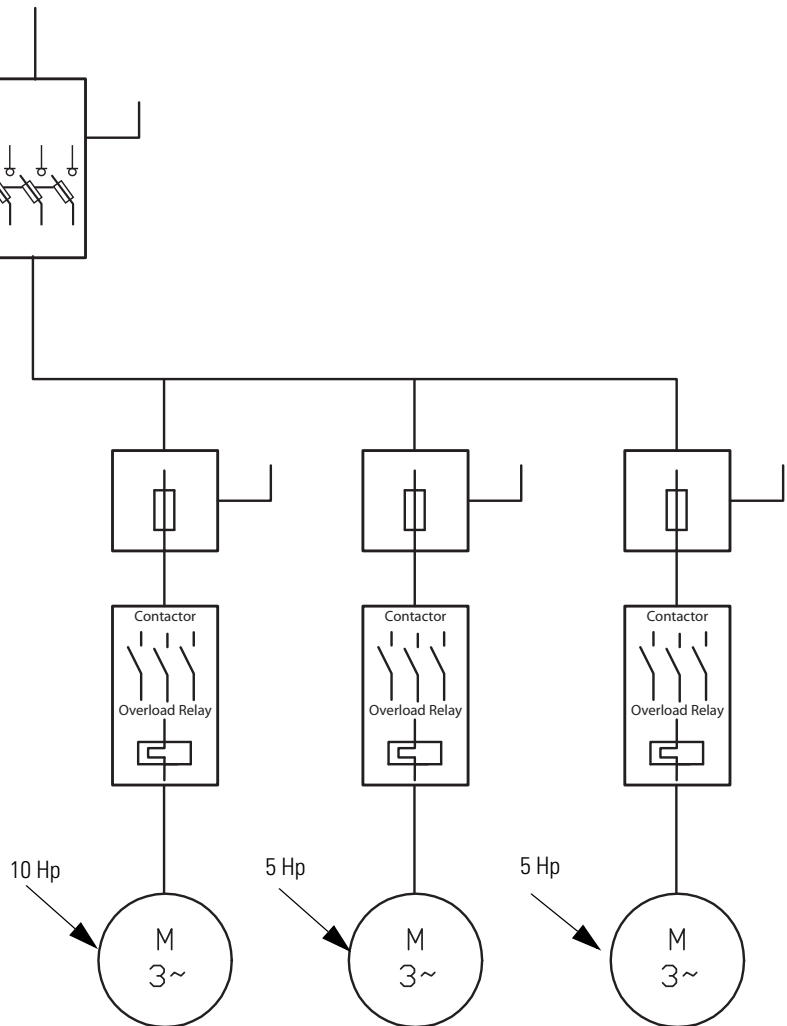 Contactor
Contactor
Contactor
Overload Relay
Overload Relay
Overload Relay
10 Hp
5 Hp
5 Hp
M
3~
M
3~
M
3~